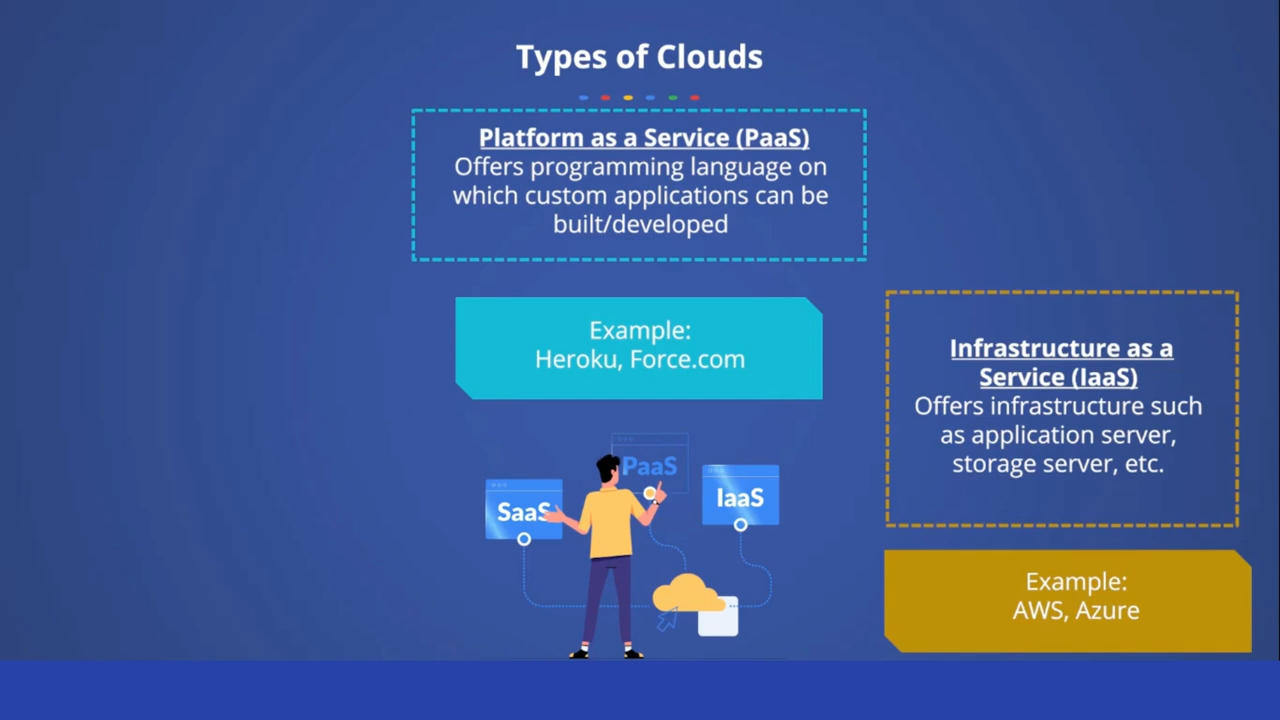 Types of Clouds
Platform as a Service (PaaS)
Offers programming language on
which custom applications can be
built/developed
Example:
Heroku, Force.com
Infrastructure as a
Service (IaaS)
Offers infrastructure such
as application server,
storage server, etc.
Example:
AWS, Azure
PaaS
SaaS
IaaS